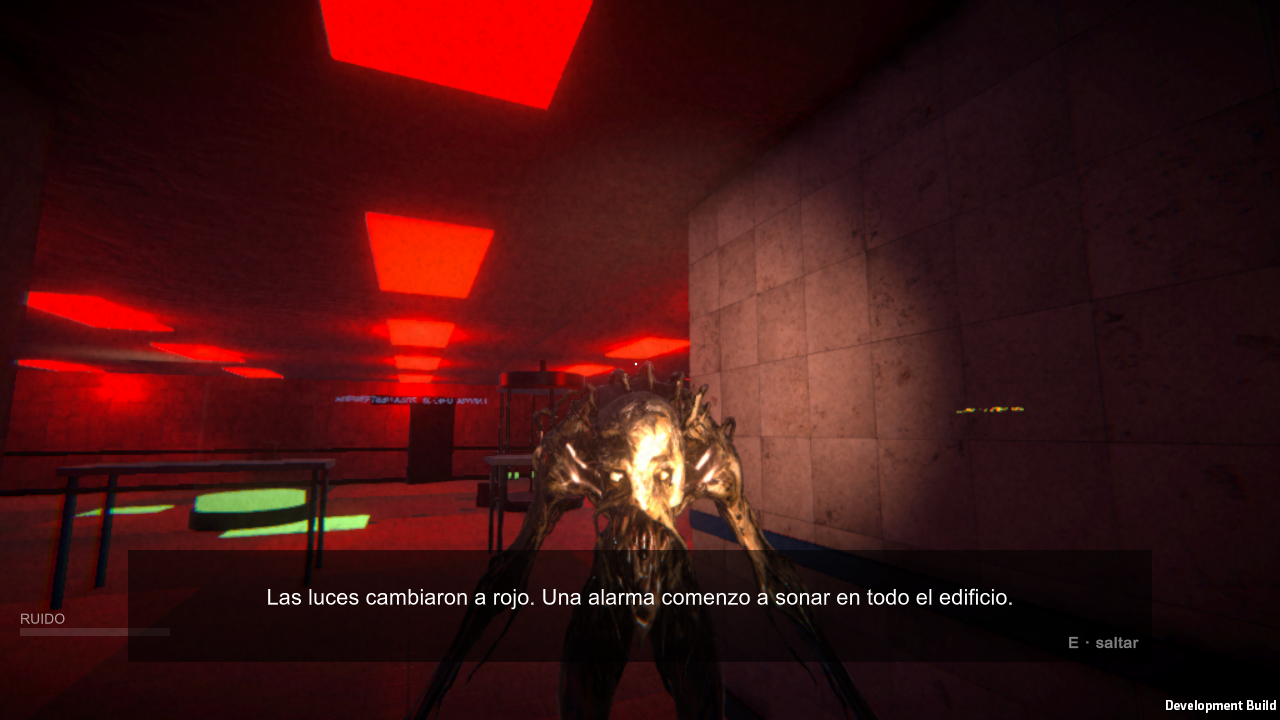 Las luces cambiaron a rojo. Una alarma comenzo a sonar en todo el edificio.
RUIDO
E · saltar
Development Build